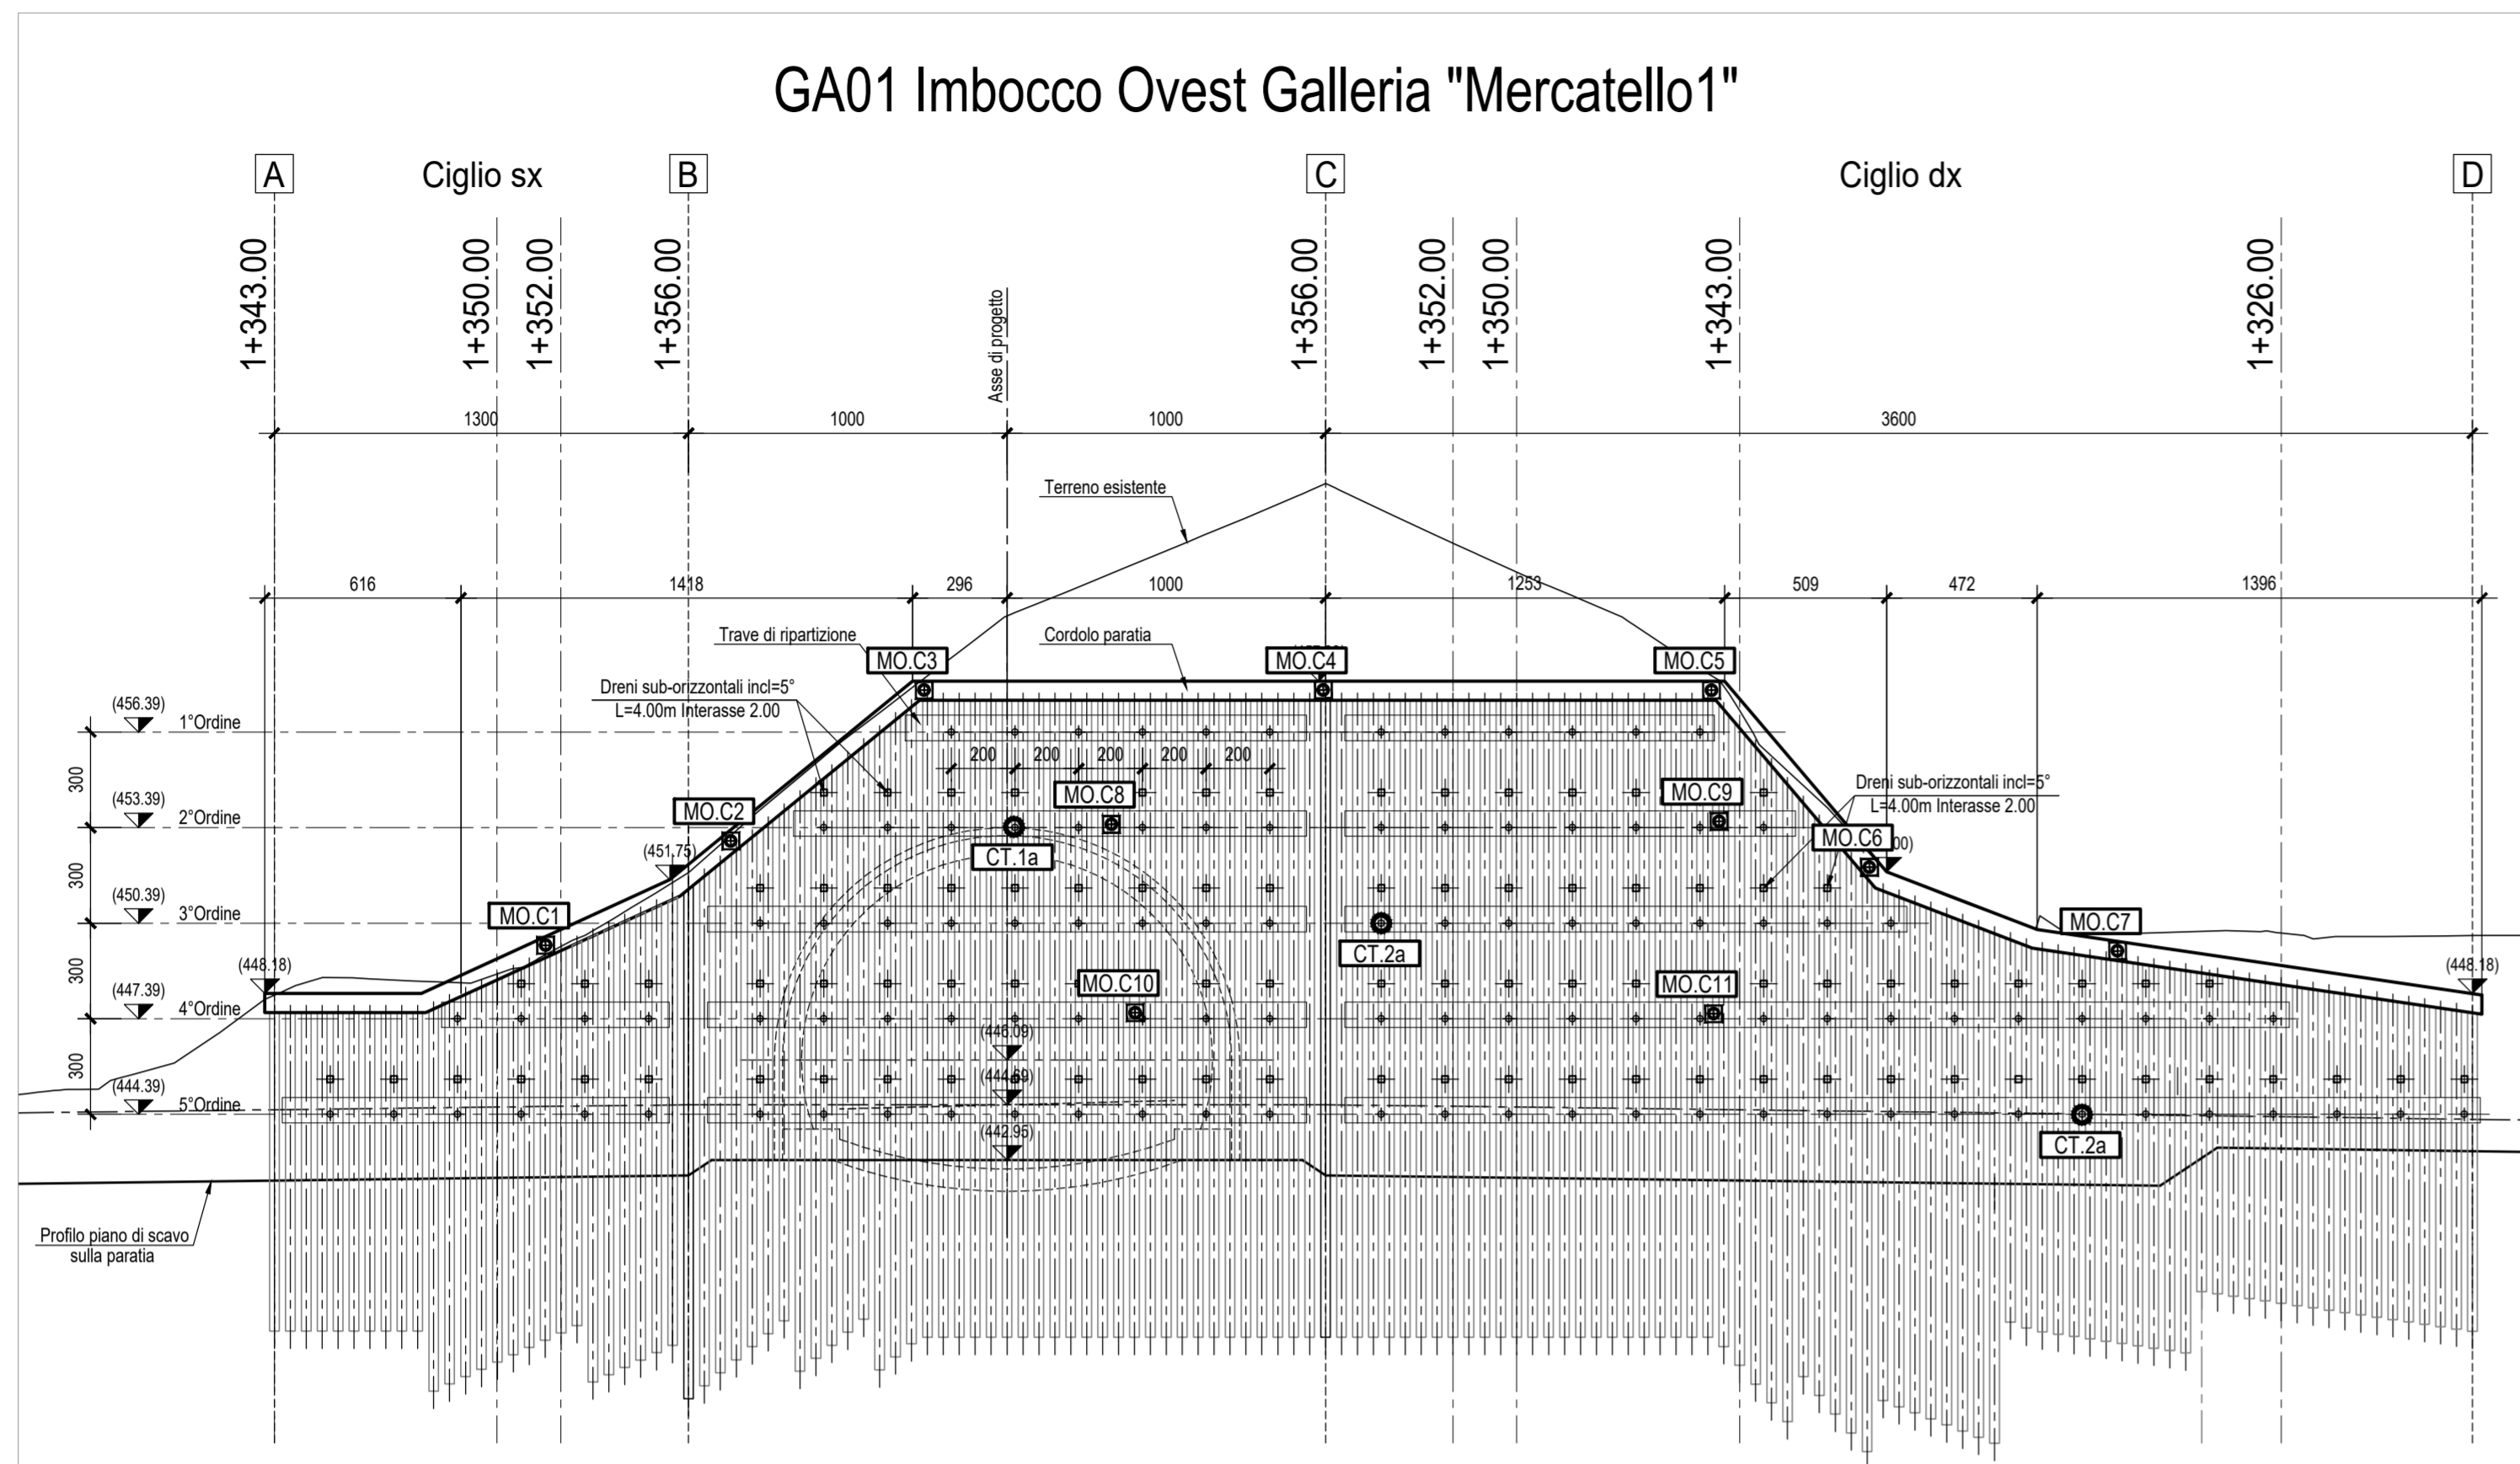 GA01 Imbocco Ovest Galleria "Mercatello1"
A
Ciglio sx
B
C
Ciglio dx
D
1+343.00
1+350.00
1+352.00
1+356.00
Asse di progetto
1+356.00
1+352.00
1+350.00
1+343.00
1+326.00
1300
1000
1000
3600
Terreno esistente
616
1418
296
1000
1253
509
472
1396
Trave di ripartizione
Cordolo paratia
MO.C3
MO.C4
MO.C5
Dreni sub-orizzontali incl=5°
L=4.00m Interasse 2.00
(456.39)
1°Ordine
300
200
200
200
200
200
Dreni sub-orizzontali incl=5°
L=4.00m Interasse 2.00
MO.C8
MO.C9
(453.39)
2°Ordine
MO.C2
MO.C6
(451.75)
CT.1a
300
(450.39)
3°Ordine
MO.C1
MO.C7
CT.2a
300
(448.18)
(448.18)
(447.39)
4°Ordine
MO.C10
MO.C11
(446.09)
300
(444.69)
(444.39)
5°Ordine
(442.95)
CT.2a
Profilo piano di scavo
sulla paratia